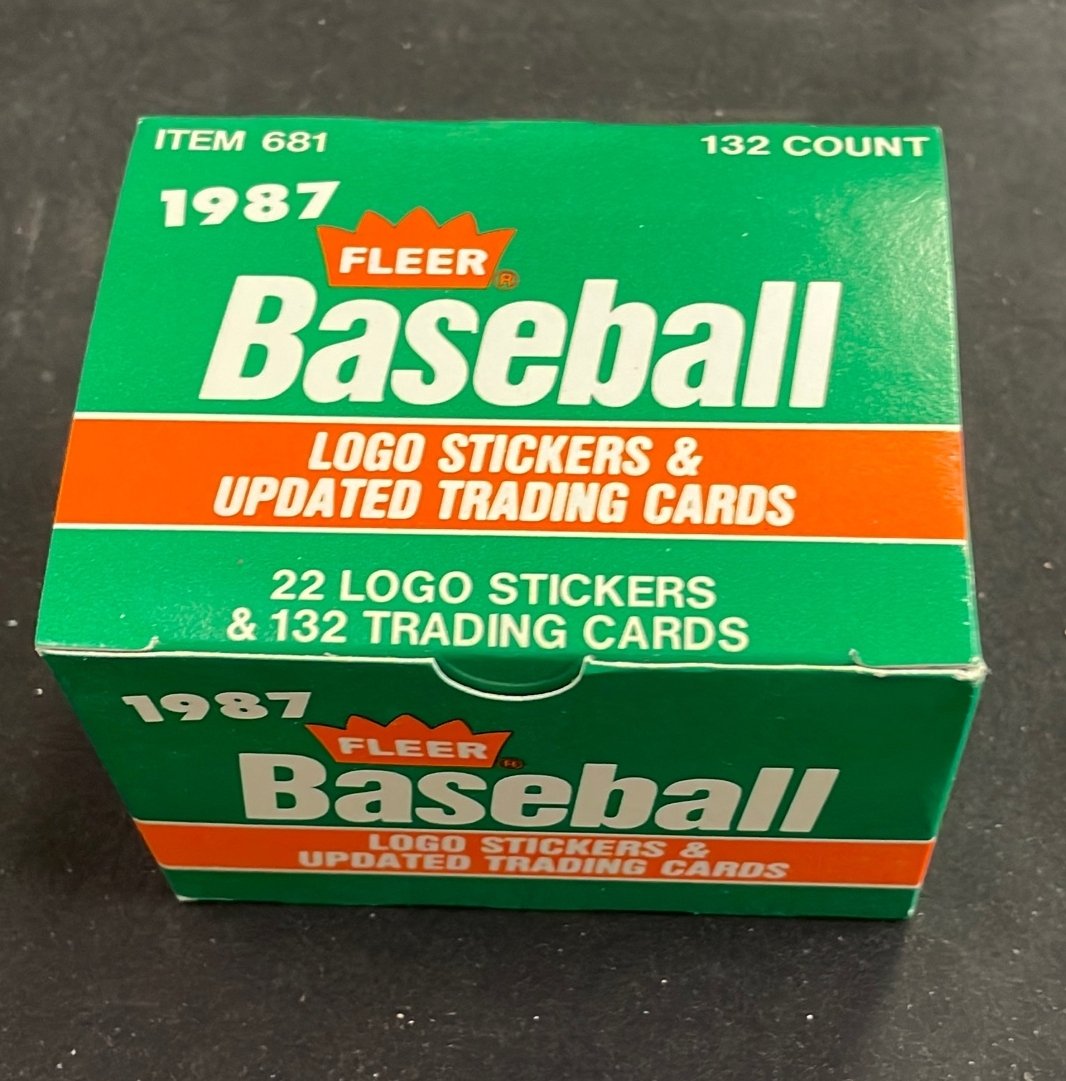 ITEM 681
132 COUNT
1987
FLEER®
Baseball
LOGO STICKERS &
UPDATED TRADING CARDS
22 LOGO STICKERS
& 132 TRADING CARDS
1987
FLEER®
Baseball
LOGO STICKERS &
UPDATED TRADING CARDS